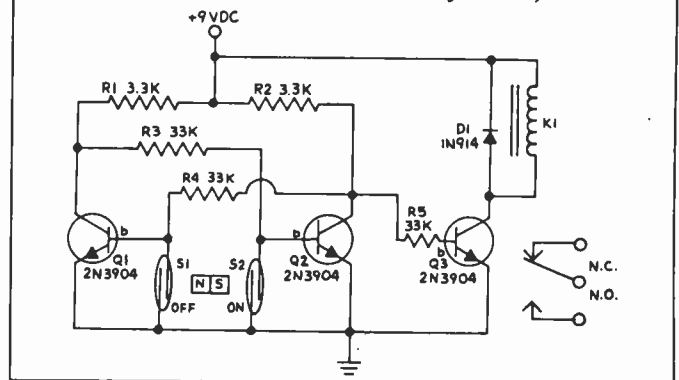 +9VDC
R1 3.3K
R2 3.3K
R3 33K
D1
1N914
K1
R4 33K
R5
33K
b
Q1
2N3904
S1
OFF
N S
S2
ON
b
Q2
2N3904
b
Q3
2N3904
N.C.
N.O.